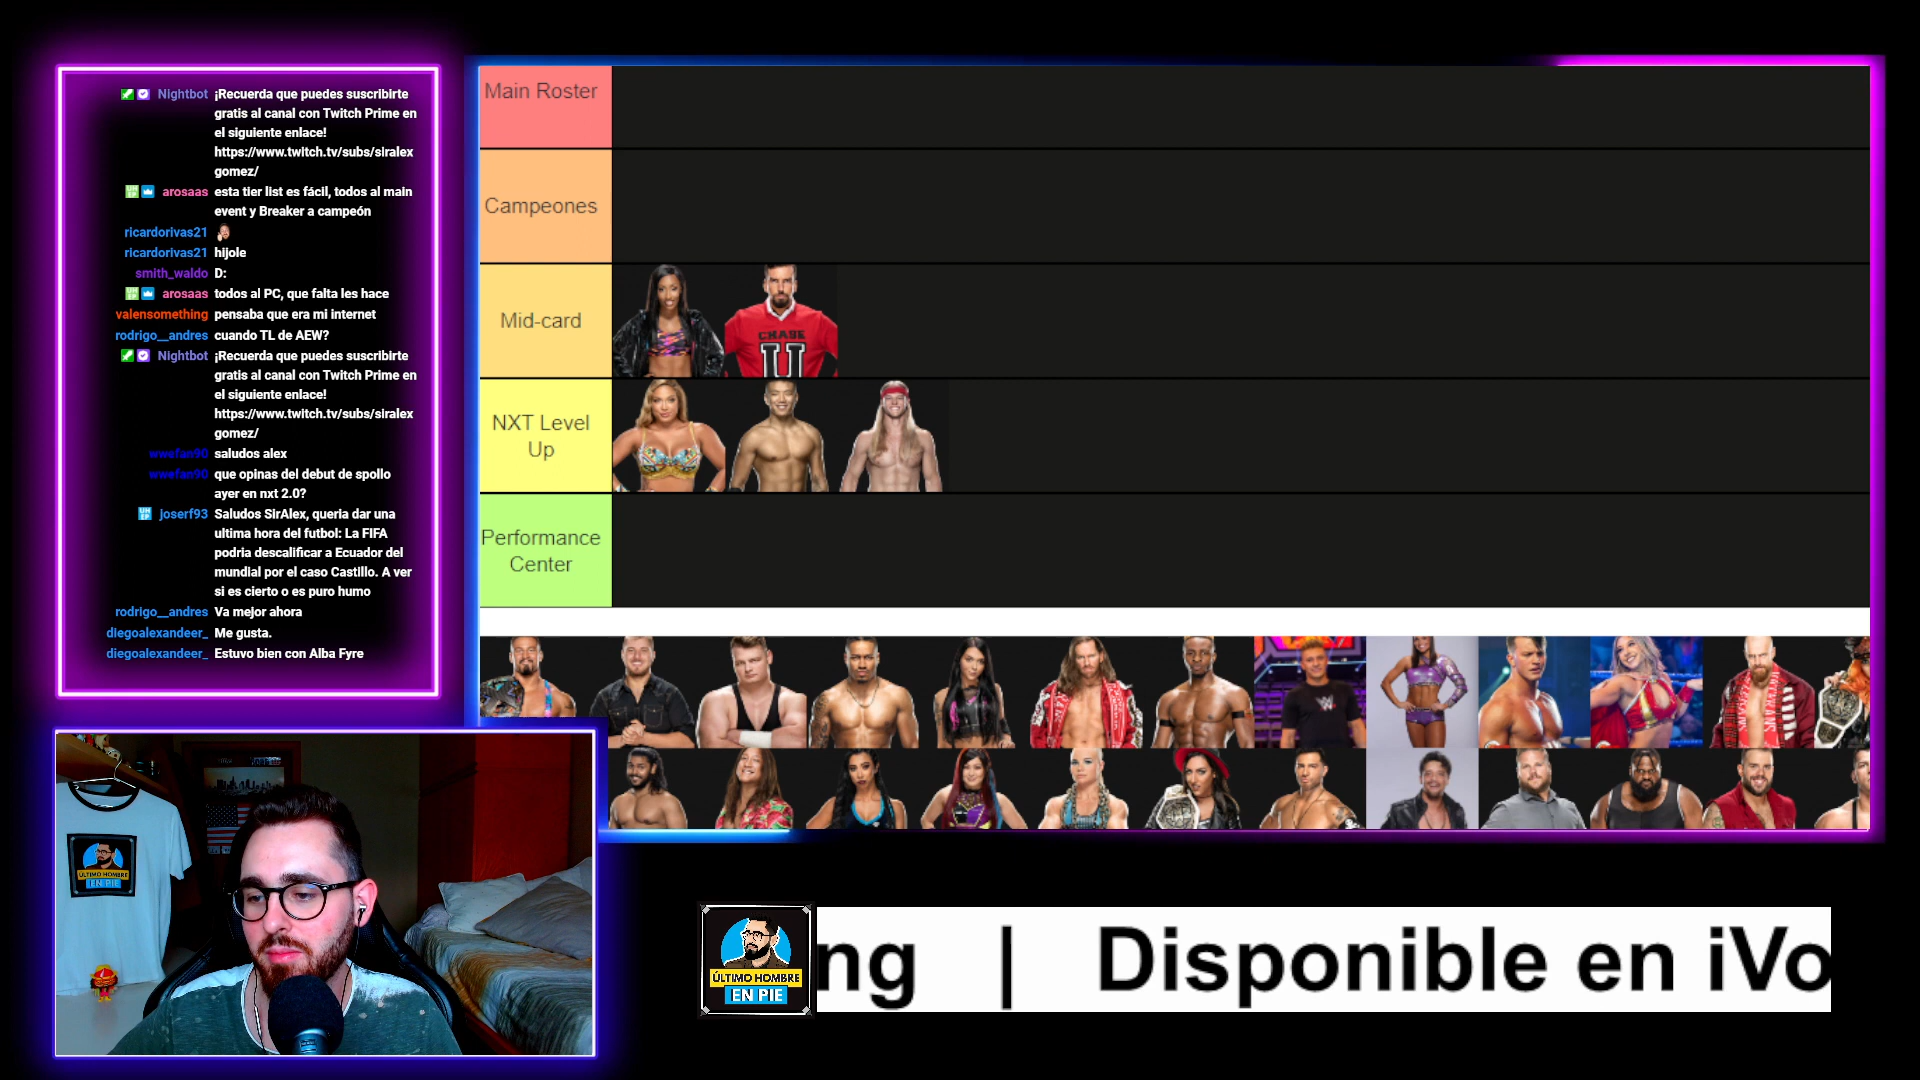 Nightbot ¡Recuerda que puedes suscribirte
gratis al canal con Twitch Prime en
el siguiente enlace!
https://www.twitch.tv/subs/siralex
gomez/
arosaas esta tier list es fácil, todos al main
event y Breaker a campeón
ricardorivas21
ricardorivas21 hijole
smith_waldo D:
arosaas todos al PC, que falta les hace
valensomething pensaba que era mi internet
rodrigo__andres cuando TL de AEW?
Nightbot ¡Recuerda que puedes suscribirte
gratis al canal con Twitch Prime en
el siguiente enlace!
https://www.twitch.tv/subs/siralex
gomez/
wwefan90 saludos alex
wwefan90 que opinas del debut de spollo
ayer en nxt 2.0?
joserf93 Saludos SirAlex, queria dar una
ultima hora del futbol: La FIFA
podria descalificar a Ecuador del
mundial por el caso Castillo. A ver
si es cierto o es puro humo
rodrigo__andres Va mejor ahora
diegoalexandeer_ Me gusta.
diegoalexandeer_ Estuvo bien con Alba Fyre
Main Roster
Campeones
Mid-card
CHASE
U
NXT Level
Up
Performance
Center
W
ÚLTIMO HOMBRE
EN PIE
ÚLTIMO HOMBRE
EN PIE
ng | Disponible en iVo